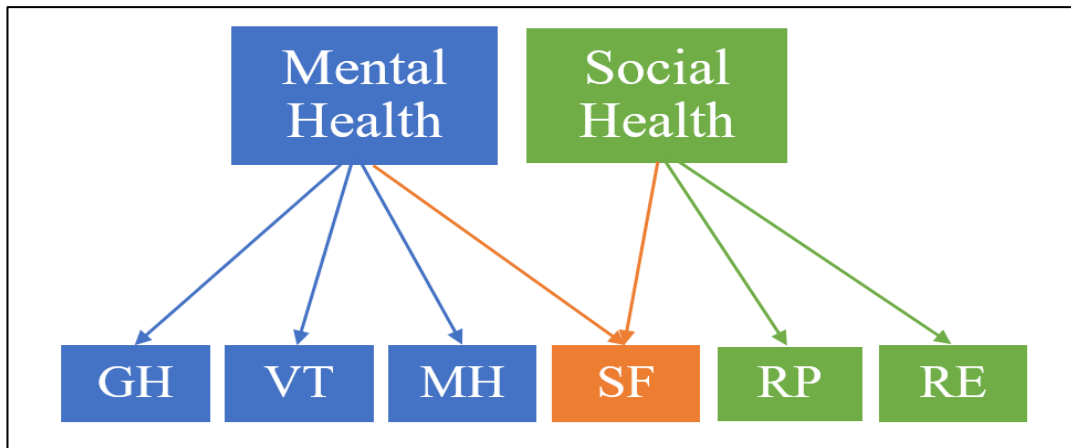 Mental
Health
Social
Health
GH
VT
MH
SF
RP
RE